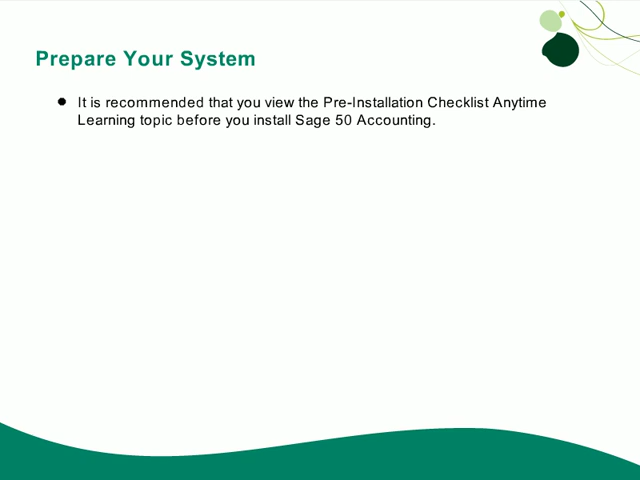 Prepare Your System
It is recommended that you view the Pre-Installation Checklist Anytime
Learning topic before you install Sage 50 Accounting.